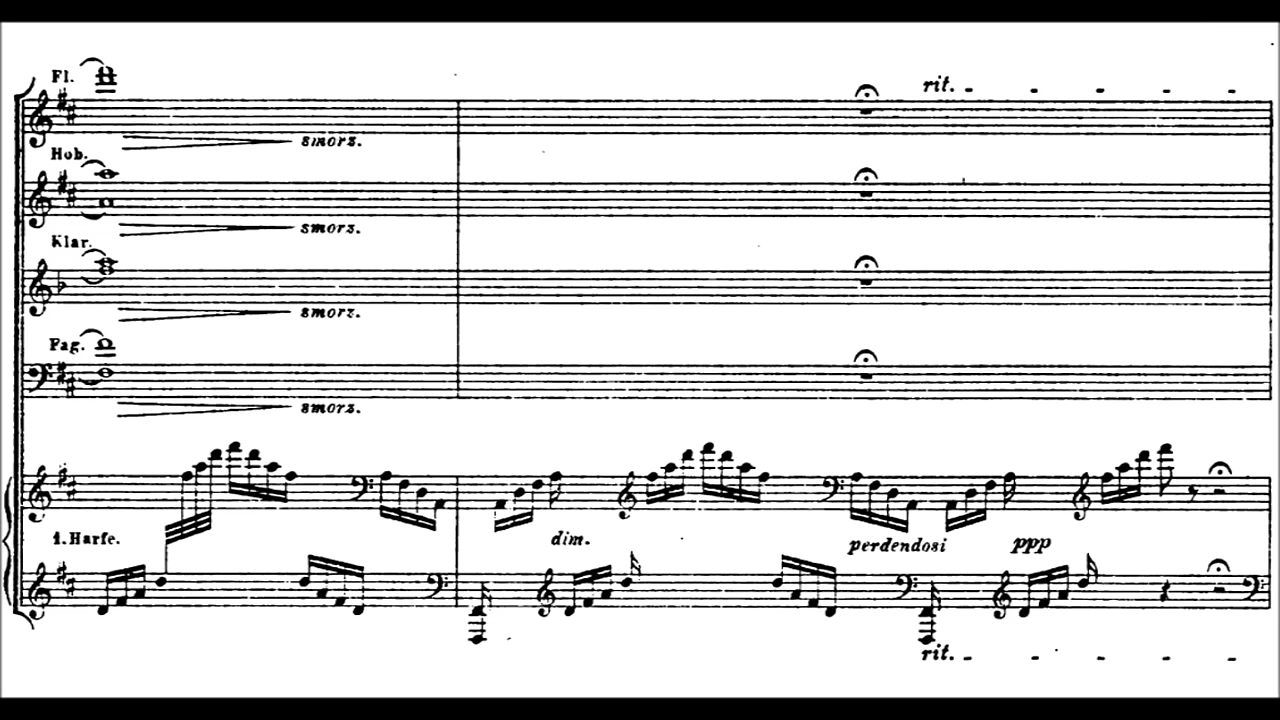 rit.
Fl.
smorz.
Hob.
smorz.
Klar.
smorz.
Fag.
smorz.
1. Harfe.
dim.
perdendosi
ppp
rit.